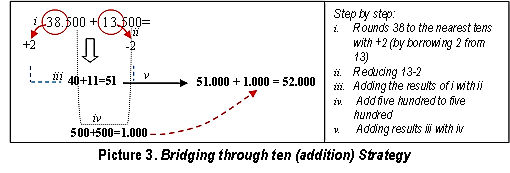 i 38.500 + 13.500=
ii
+2
-2
iii 40+11=51
v
51.000 + 1.000 = 52.000
iv
500+500=1.000
Step by step:
i. Rounds 38 to the nearest tens
with +2 (by borrowing 2 from
13)
ii. Reducing 13-2
iii. Adding the results of i with ii
iv. Add five hundred to five
hundred
v. Adding results iii with iv
Picture 3. Bridging through ten (addition) Strategy